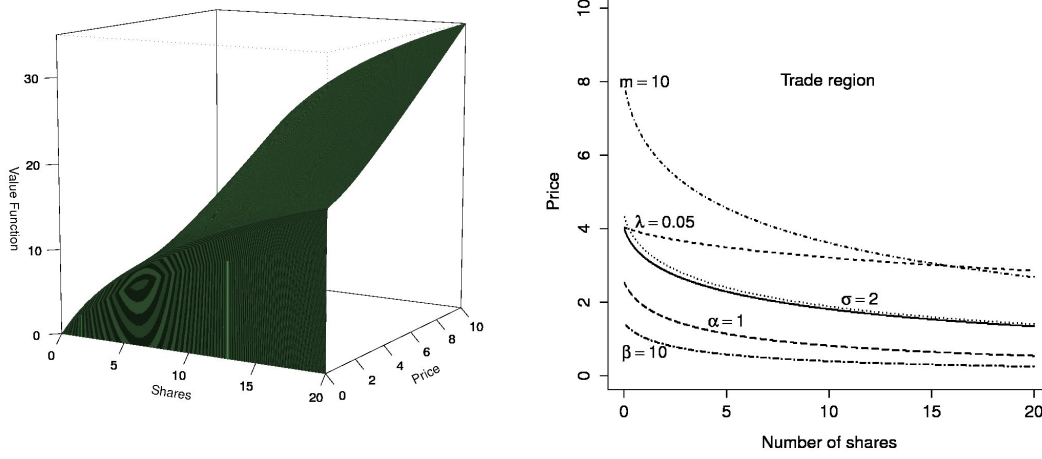 30
20
10
0
Value Function
0
5
10
15
20
Shares
0
2
4
6
8
10
Price
10
8
6
4
2
0
Price
m = 10
Trade region
λ = 0.05
σ = 2
α = 1
β = 10
0
5
10
15
20
Number of shares